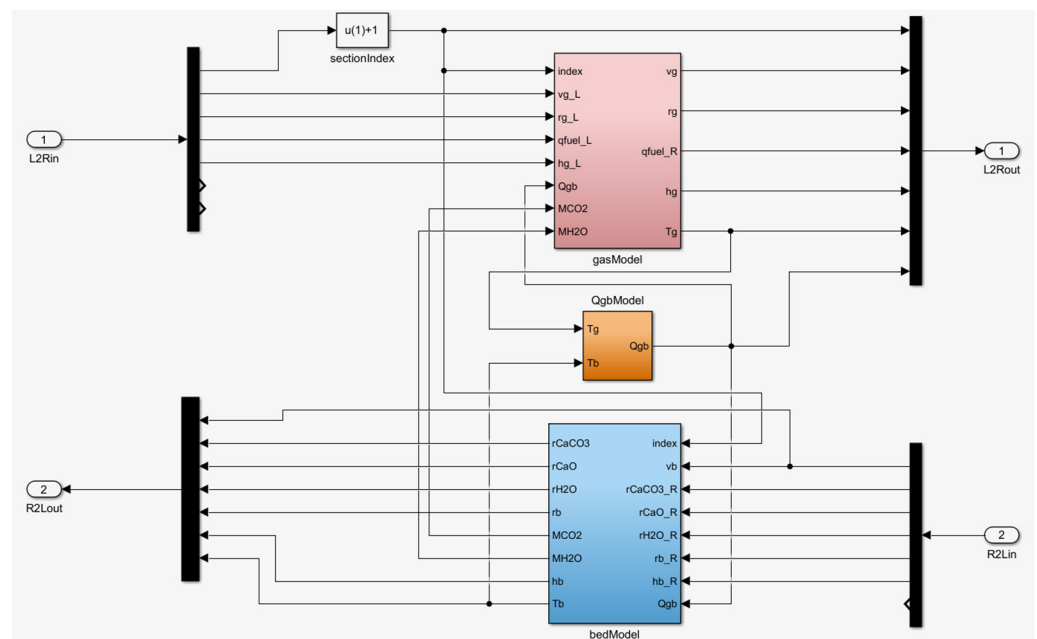 u(1)+1
sectionIndex
1
L2Rin
index
vg_L
rg_L
qfuel_L
hg_L
Qgb
MCO2
MH2O
vg
rg
qfuel_R
hg
Tg
gasModel
1
L2Rout
QgbModel
Tg
Tb
Qgb
2
R2Lout
rCaCO3
rCaO
rH2O
rb
MCO2
MH2O
hb
Tb
index
vb
rCaCO3_R
rCaO_R
rH2O_R
rb_R
hb_R
Qgb
bedModel
2
R2Lin